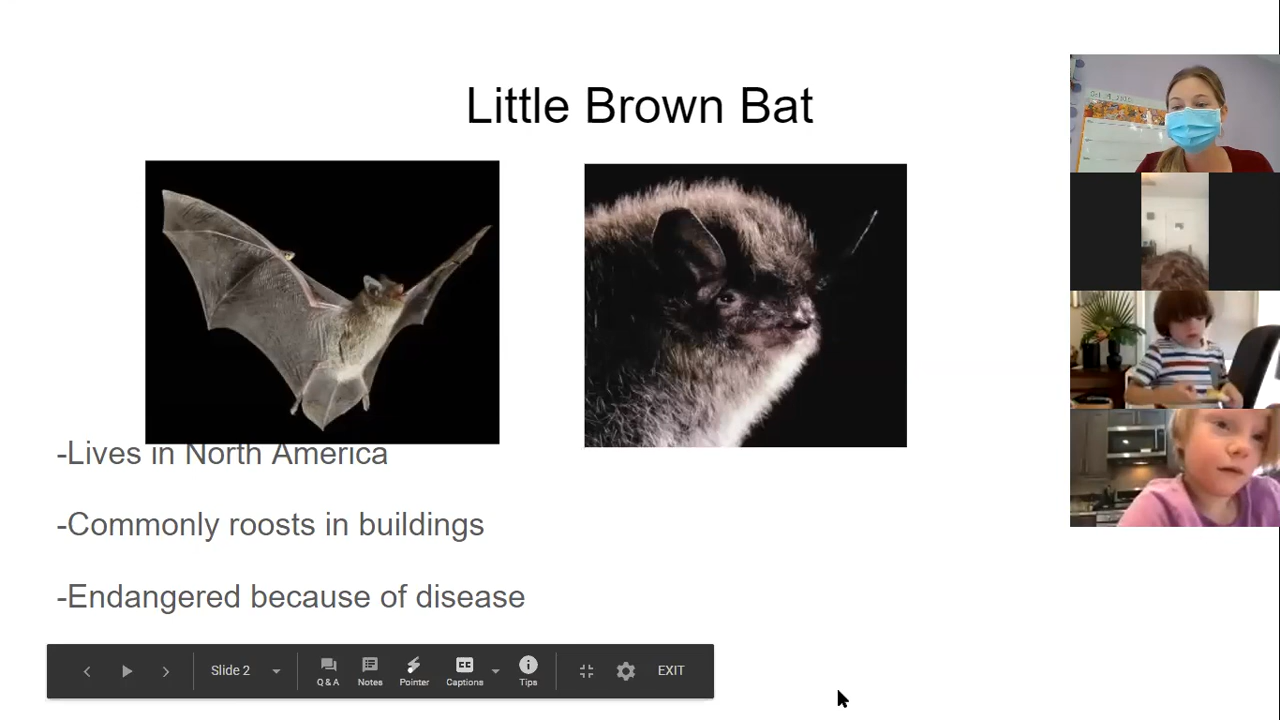 Little Brown Bat
-Lives in North America
-Commonly roosts in buildings
-Endangered because of disease
Slide 2
Q & A
Notes
Pointer
Captions
Tips
EXIT